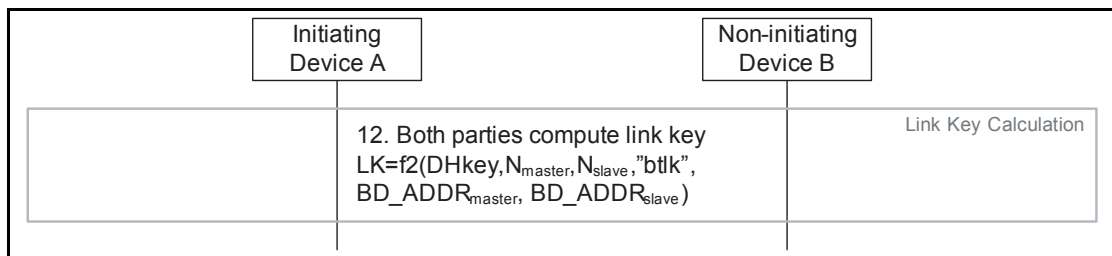 Initiating
Device A
Non-initiating
Device B
Link Key Calculation
12. Both parties compute link key
LK=f2(DHkey,Nmaster,Nslave,”btlk”,
BD_ADDRmaster, BD_ADDRslave)